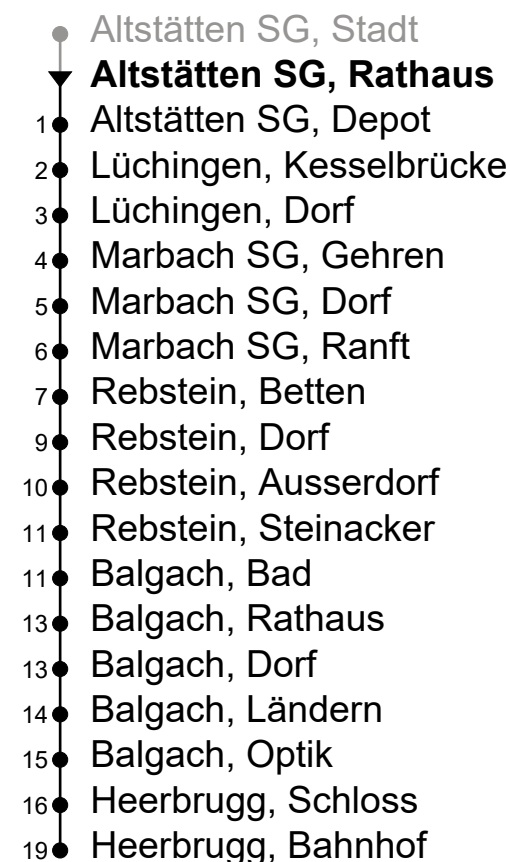 Altstätten SG, Stadt
Altstätten SG, Rathaus
1 Altstätten SG, Depot
2 Lüchingen, Kesselbrücke
3 Lüchingen, Dorf
4 Marbach SG, Gehren
5 Marbach SG, Dorf
6 Marbach SG, Ranft
7 Rebstein, Betten
9 Rebstein, Dorf
10 Rebstein, Ausserdorf
11 Rebstein, Steinacker
11 Balgach, Bad
13 Balgach, Rathaus
13 Balgach, Dorf
14 Balgach, Ländern
15 Balgach, Optik
16 Heerbrugg, Schloss
19 Heerbrugg, Bahnhof